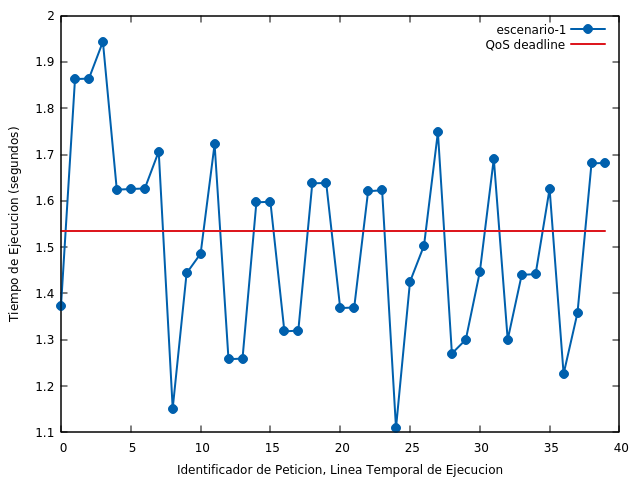 2
1.9
1.8
1.7
1.6
1.5
1.4
1.3
1.2
1.1
Tiempo de Ejecucion (segundos)
escenario-1
QoS deadline
0 5 10 15 20 25 30 35 40
Identificador de Peticion, Linea Temporal de Ejecucion